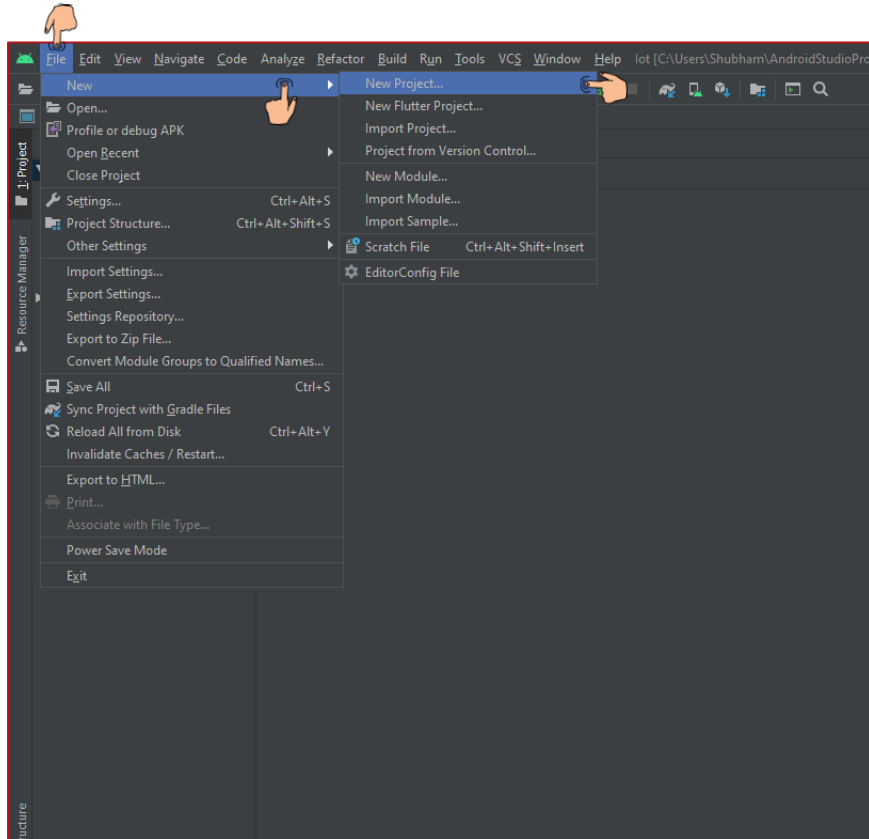 File Edit View Navigate Code Analyze Refactor Build Run Tools VCS Window Help Iot [C:\Users\Shubham\AndroidStudioPro
New
Open...
Profile or debug APK
Open Recent
Close Project
Settings... Ctrl+Alt+S
Project Structure... Ctrl+Alt+Shift+S
Other Settings
Import Settings...
Export Settings...
Settings Repository...
Export to Zip File...
Convert Module Groups to Qualified Names...
Save All Ctrl+S
Sync Project with Gradle Files
Reload All from Disk Ctrl+Alt+Y
Invalidate Caches / Restart...
Export to HTML...
Print...
Associate with File Type...
Power Save Mode
Exit
New Project...
New Flutter Project...
Import Project...
Project from Version Control...
New Module...
Import Module...
Import Sample...
Scratch File Ctrl+Alt+Shift+Insert
EditorConfig File
1: Project
Resource Manager
ucture